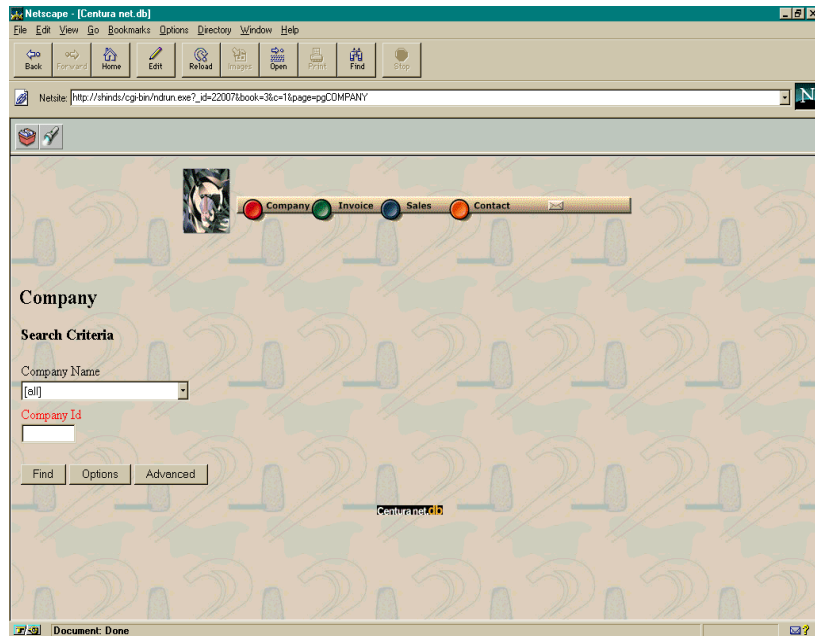 Netscape - [Centura net.db]
File Edit View Go Bookmarks Options Directory Window Help
Back Forward Home Edit Reload Images Open Print Find Stop
Netsite: http://shinds/cgi-bin/ndrun.exe?_id=22007&book=3&c=1&page=pgCOMPANY
N
Company Invoice Sales Contact
Company
Search Criteria
Company Name
[all]
Company Id
Find Options Advanced
Centura net.db
Document: Done